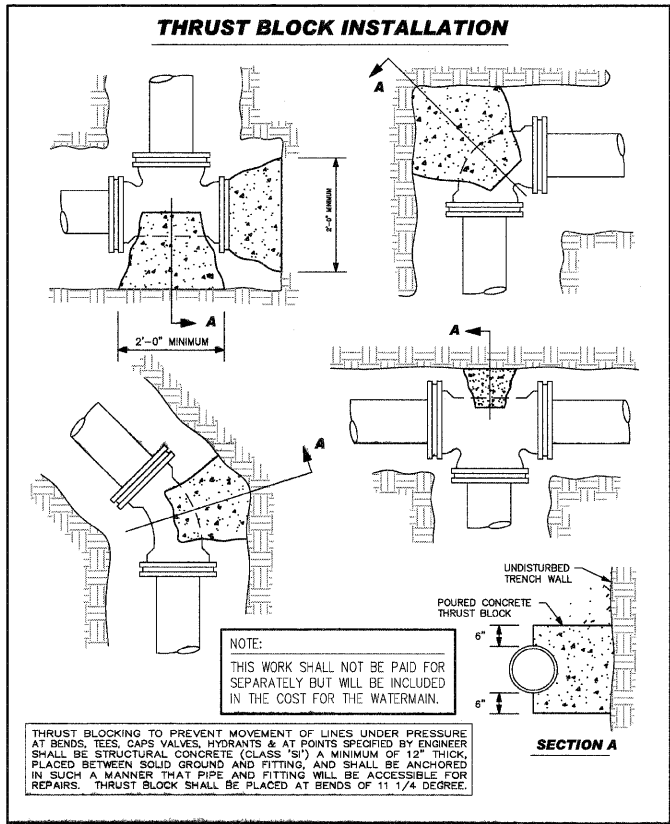 THRUST BLOCK INSTALLATION
A
2'-0" MINIMUM
A
2'-0" MINIMUM
A
A
UNDISTURBED
TRENCH WALL
POURED CONCRETE
THRUST BLOCK
6"
6"
SECTION A
NOTE:
THIS WORK SHALL NOT BE PAID FOR
SEPARATELY BUT WILL BE INCLUDED
IN THE COST FOR THE WATERMAIN.
THRUST BLOCKING TO PREVENT MOVEMENT OF LINES UNDER PRESSURE
AT BENDS, TEES, CAPS VALVES, HYDRANTS & AT POINTS SPECIFIED BY ENGINEER
SHALL BE STRUCTURAL CONCRETE (CLASS 'SI') A MINIMUM OF 12" THICK,
PLACED BETWEEN SOLID GROUND AND FITTING, AND SHALL BE ANCHORED
IN SUCH A MANNER THAT PIPE AND FITTING WILL BE ACCESSIBLE FOR
REPAIRS. THRUST BLOCK SHALL BE PLACED AT BENDS OF 11 1/4 DEGREE.